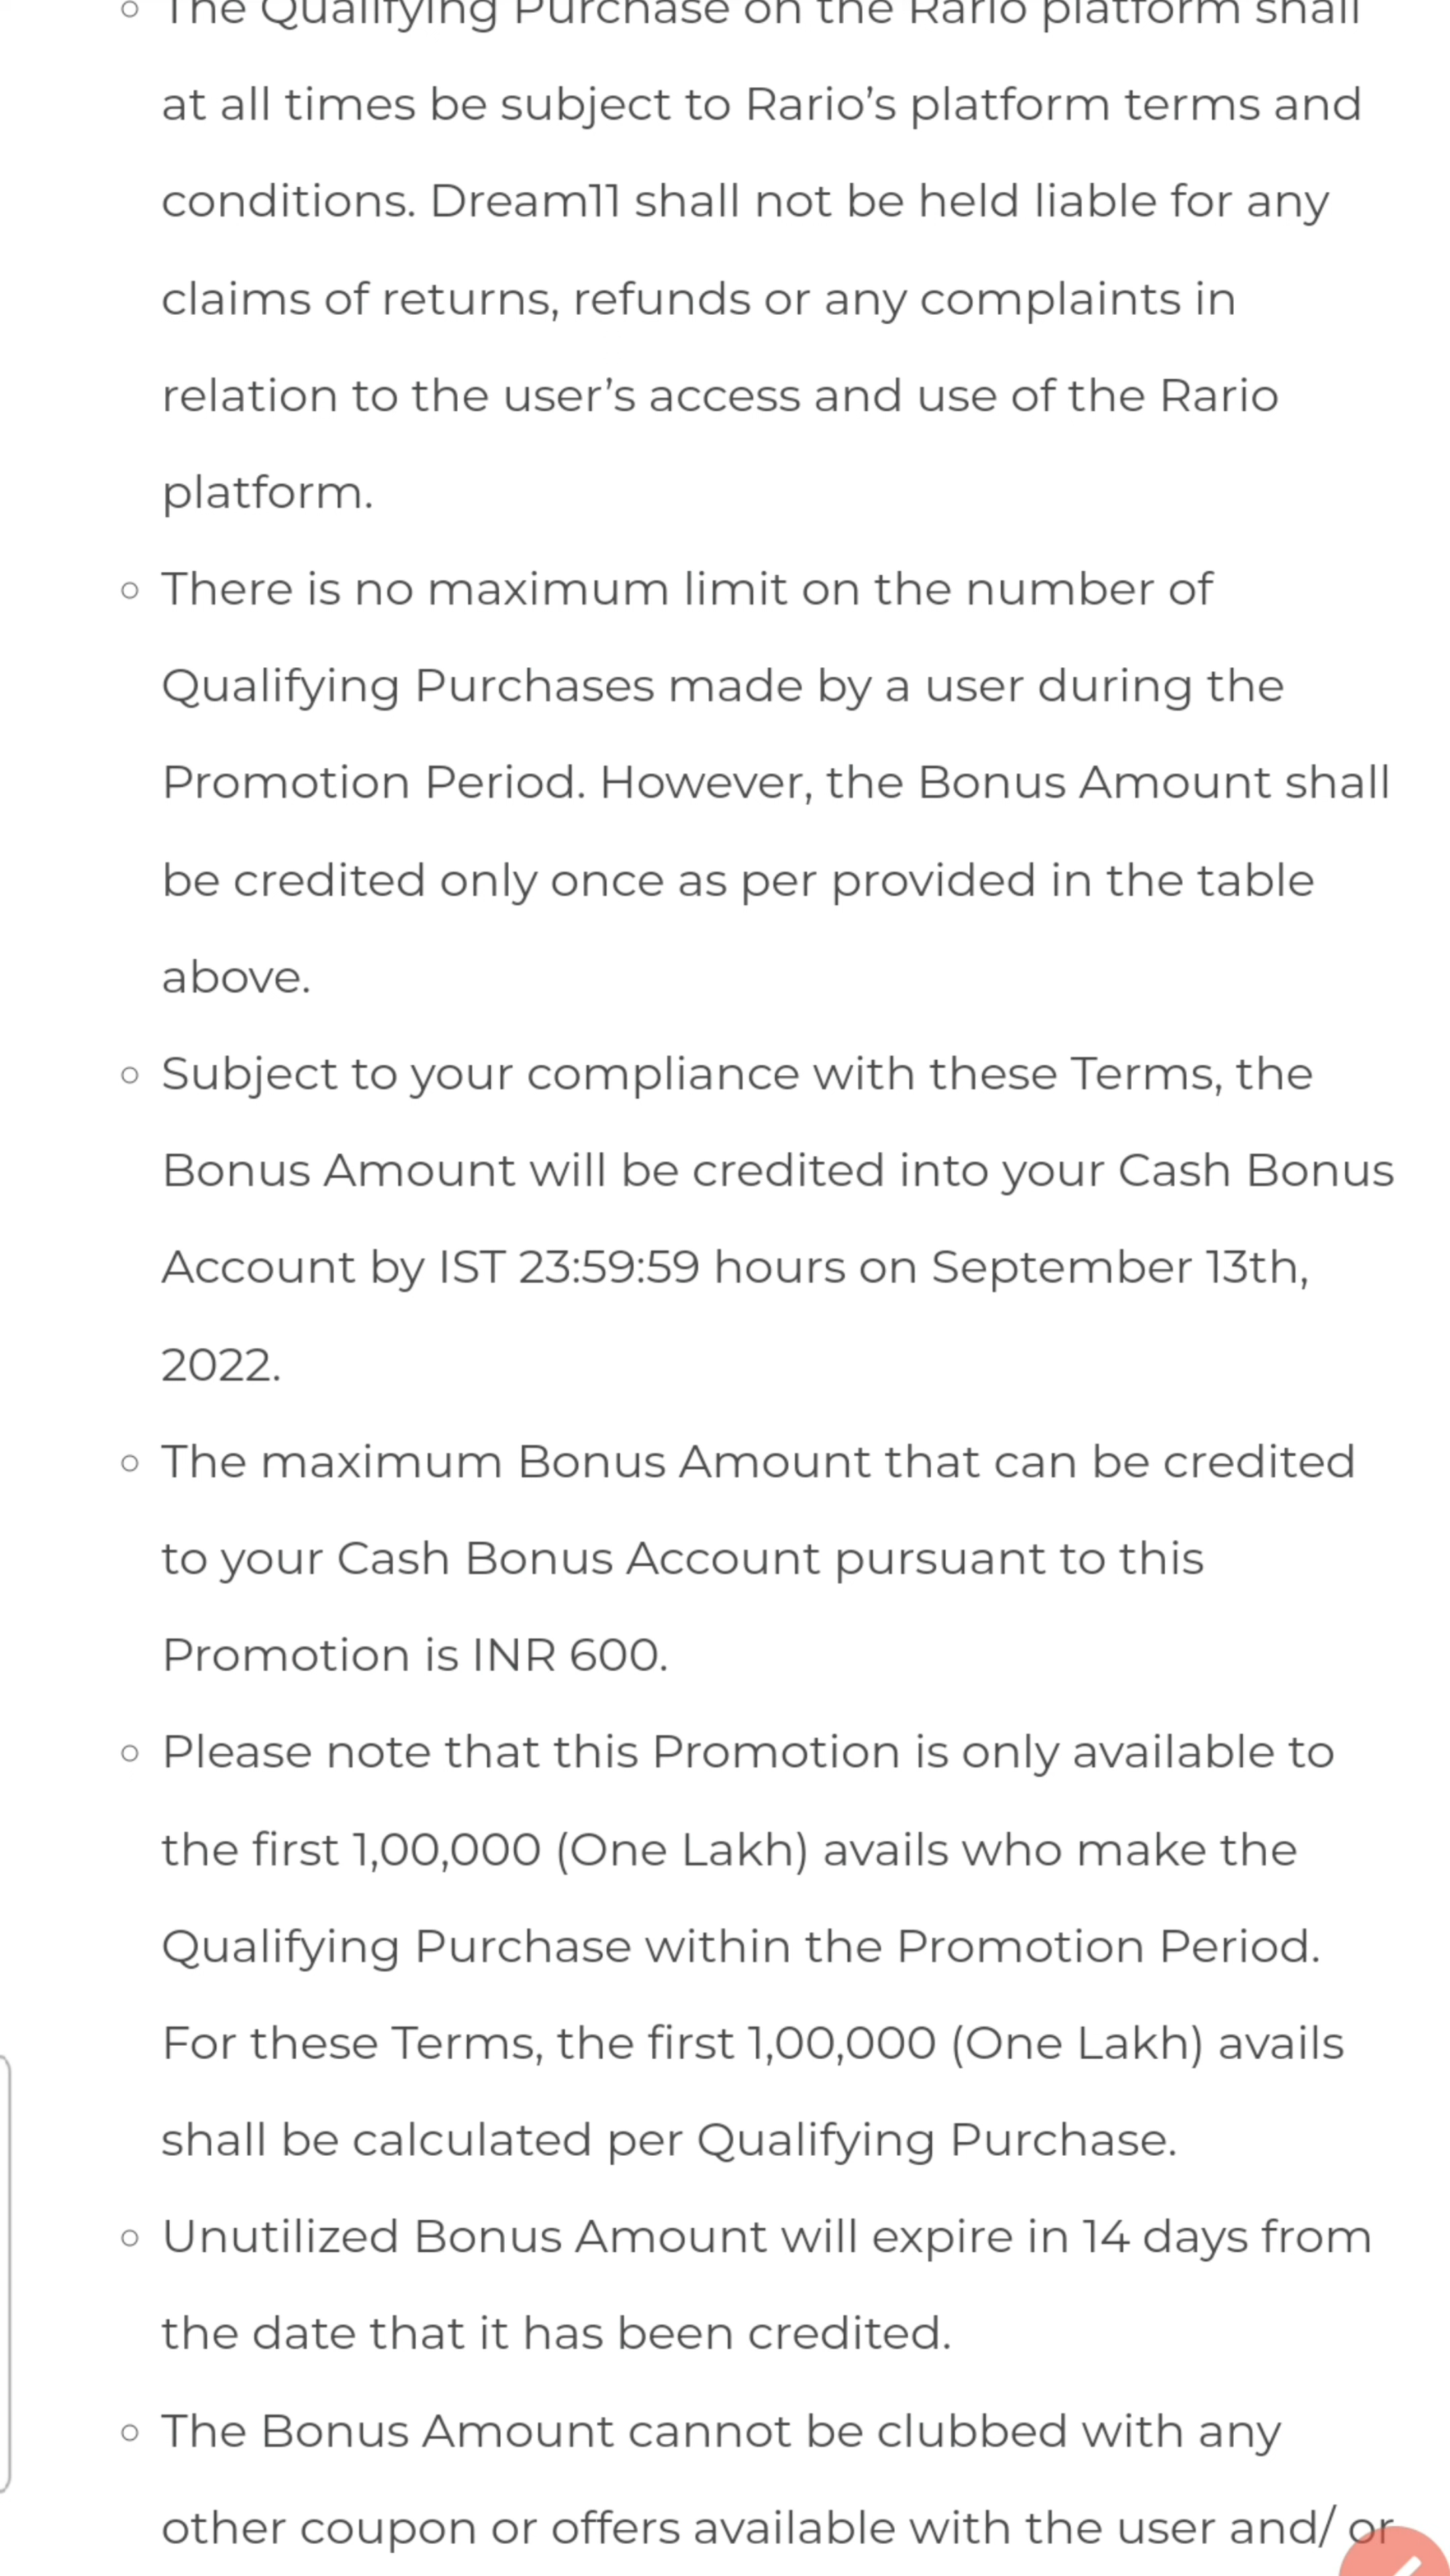 The Qualifying Purchase on the Rario platform shall
at all times be subject to Rario’s platform terms and
conditions. Dream11 shall not be held liable for any
claims of returns, refunds or any complaints in
relation to the user’s access and use of the Rario
platform.
There is no maximum limit on the number of
Qualifying Purchases made by a user during the
Promotion Period. However, the Bonus Amount shall
be credited only once as per provided in the table
above.
Subject to your compliance with these Terms, the
Bonus Amount will be credited into your Cash Bonus
Account by IST 23:59:59 hours on September 13th,
2022.
The maximum Bonus Amount that can be credited
to your Cash Bonus Account pursuant to this
Promotion is INR 600.
Please note that this Promotion is only available to
the first 1,00,000 (One Lakh) avails who make the
Qualifying Purchase within the Promotion Period.
For these Terms, the first 1,00,000 (One Lakh) avails
shall be calculated per Qualifying Purchase.
Unutilized Bonus Amount will expire in 14 days from
the date that it has been credited.
The Bonus Amount cannot be clubbed with any
other coupon or offers available with the user and/ or